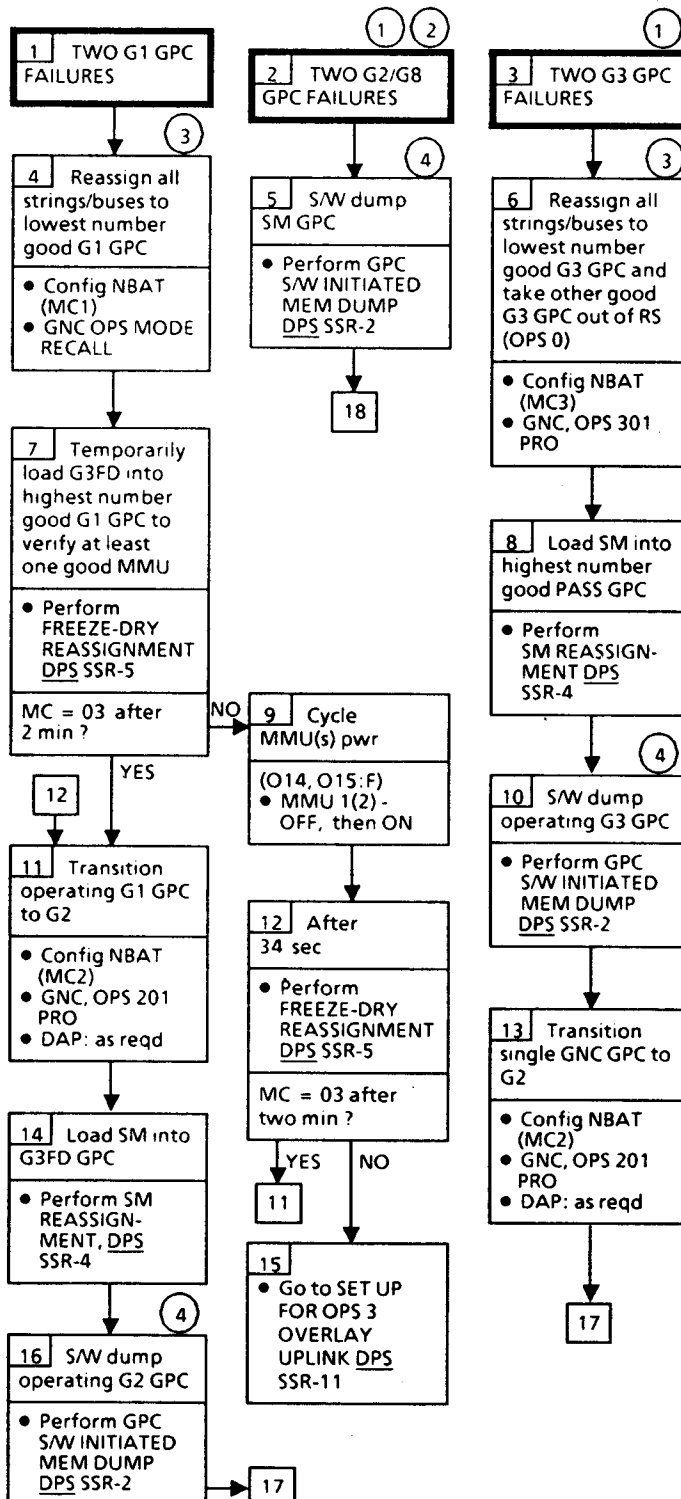 1 TWO G1 GPC
FAILURES
3
4 Reassign all
strings/buses to
lowest number
good G1 GPC
• Config NBAT
(MC1)
• GNC OPS MODE
RECALL
7 Temporarily
load G3FD into
highest number
good G1 GPC to
verify at least
one good MMU
• Perform
FREEZE-DRY
REASSIGNMENT
DPS SSR-5
MC = 03 after
2 min ?
NO
YES
12
11 Transition
operating G1 GPC
to G2
• Config NBAT
(MC2)
• GNC, OPS 201
PRO
• DAP: as reqd
14 Load SM into
G3FD GPC
• Perform SM
REASSIGN-
MENT, DPS
SSR-4
4
16 S/W dump
operating G2 GPC
• Perform GPC
S/W INITIATED
MEM DUMP
DPS SSR-2
17
1 2
2 TWO G2/G8
GPC FAILURES
4
5 S/W dump
SM GPC
• Perform GPC
S/W INITIATED
MEM DUMP
DPS SSR-2
18
9 Cycle
MMU(s) pwr
(O14, O15:F)
• MMU 1(2) -
OFF, then ON
12 After
34 sec
• Perform
FREEZE-DRY
REASSIGNMENT
DPS SSR-5
MC = 03 after
two min ?
YES NO
11
15
• Go to SET UP
FOR OPS 3
OVERLAY
UPLINK DPS
SSR-11
1
3 TWO G3 GPC
FAILURES
3
6 Reassign all
strings/buses to
lowest number
good G3 GPC and
take other good
G3 GPC out of RS
(OPS 0)
• Config NBAT
(MC3)
• GNC, OPS 301
PRO
8 Load SM into
highest number
good PASS GPC
• Perform
SM REASSIGN-
MENT DPS
SSR-4
4
10 S/W dump
operating G3 GPC
• Perform GPC
S/W INITIATED
MEM DUMP
DPS SSR-2
13 Transition
single GNC GPC to
G2
• Config NBAT
(MC2)
• GNC, OPS 201
PRO
• DAP: as reqd
17